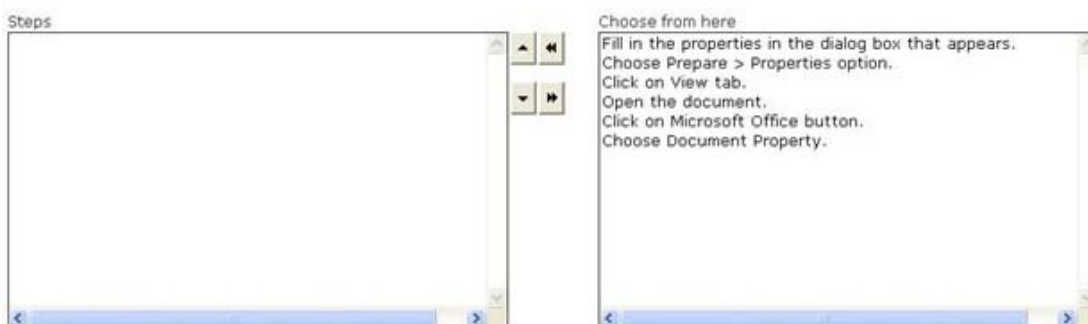 Steps
Choose from here
Fill in the properties in the dialog box that appears.
Choose Prepare > Properties option.
Click on View tab.
Open the document.
Click on Microsoft Office button.
Choose Document Property.